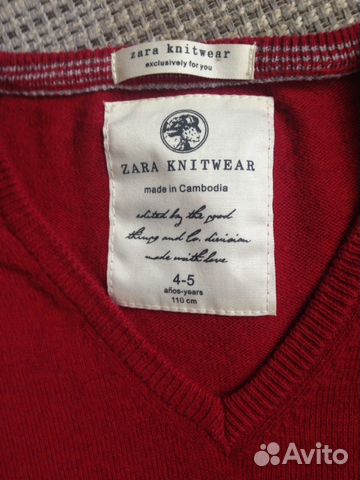 zara knitwear
exclusively for you
ZARA KNITWEAR
made in Cambodia
edited by the good
things and Co. division
made with love
4-5
años-years
110 cm
Avito